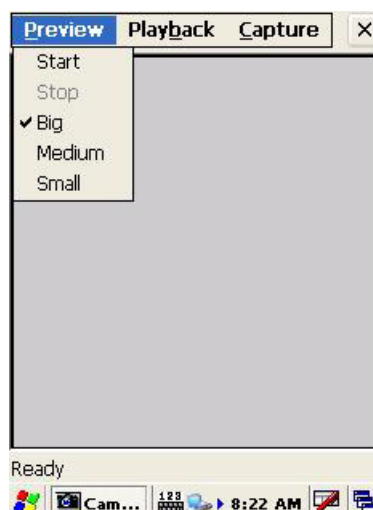 Preview Playback Capture ×
Start
Stop
Big
Medium
Small
Ready
Cam... 123 8:22 AM